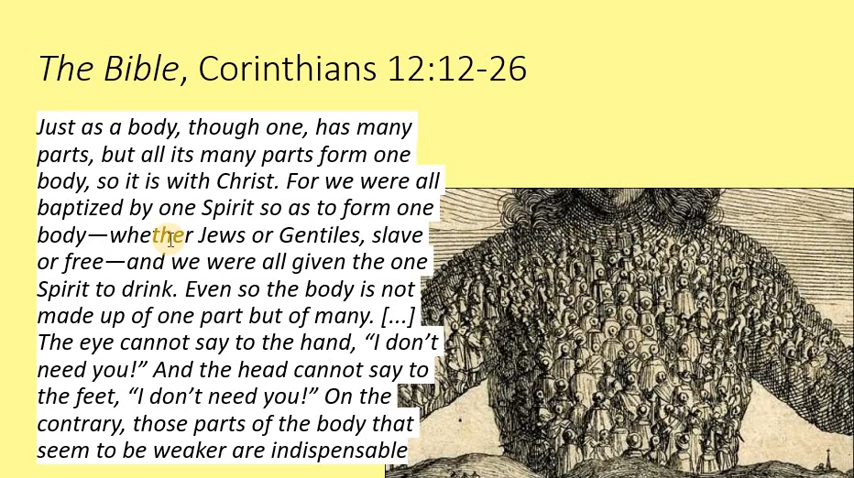 The Bible, Corinthians 12:12-26
Just as a body, though one, has many
parts, but all its many parts form one
body, so it is with Christ. For we were all
baptized by one Spirit so as to form one
body—whether Jews or Gentiles, slave
or free—and we were all given the one
Spirit to drink. Even so the body is not
made up of one part but of many. [...]
The eye cannot say to the hand, “I don’t
need you!” And the head cannot say to
the feet, “I don’t need you!” On the
contrary, those parts of the body that
seem to be weaker are indispensable